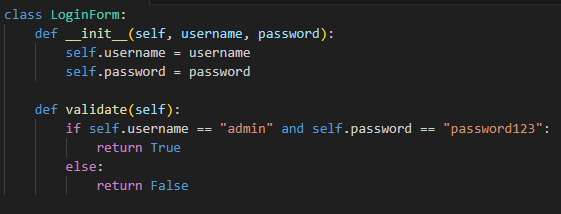 class LoginForm:
    def __init__(self, username, password):
        self.username = username
        self.password = password

    def validate(self):
        if self.username == "admin" and self.password == "password123":
            return True
        else:
            return False